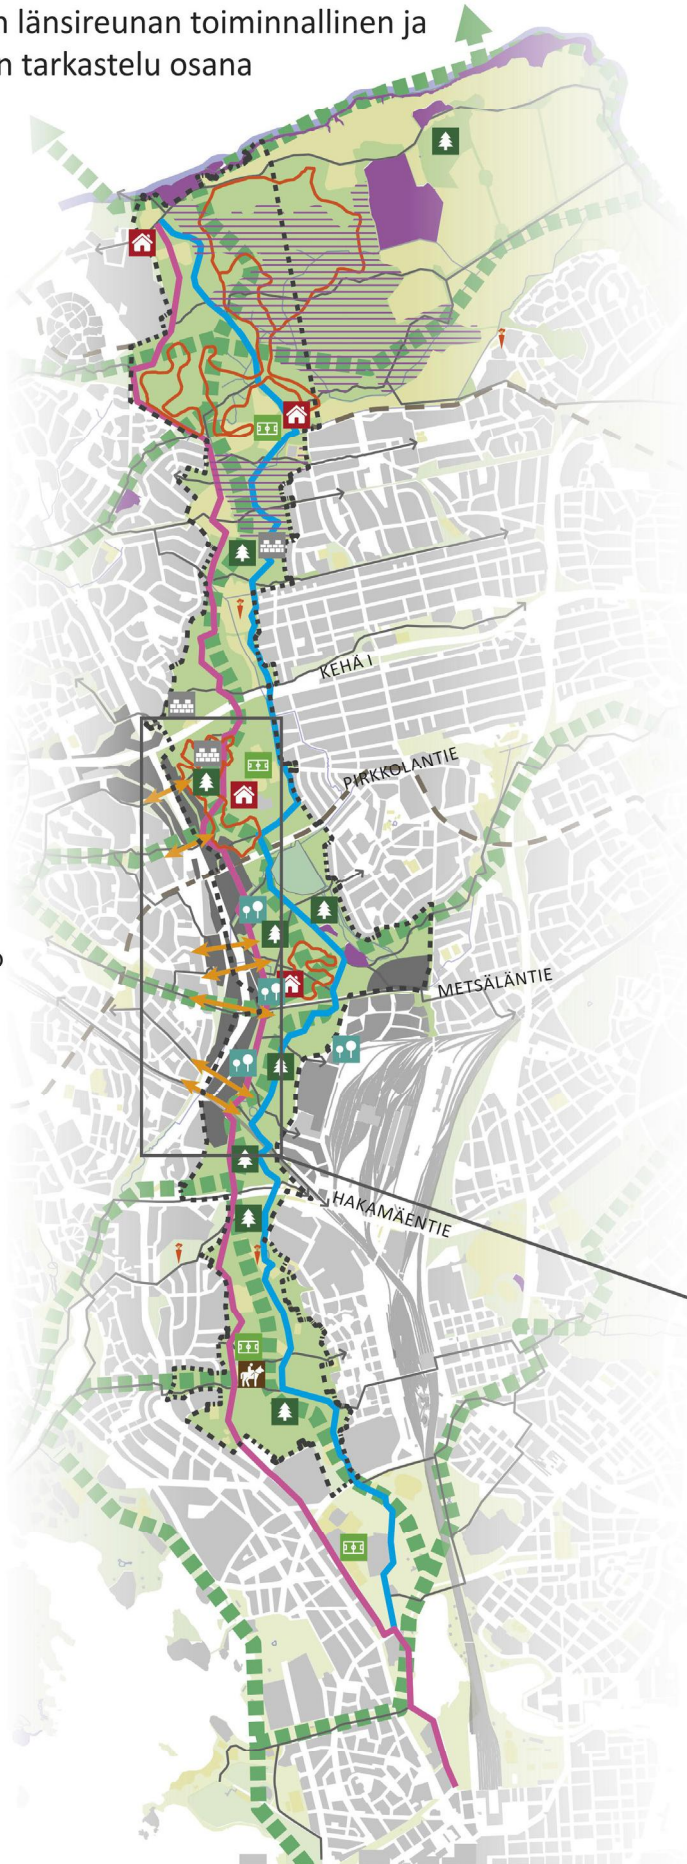 n länsireunan toiminnallinen ja
n tarkastelu osana
KEHÄ I
PIRKKOLANTIE
METSÄLÄNTIE
HAKAMÄENTIE